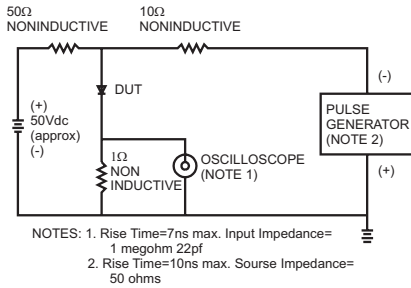 50Ω
NONINDUCTIVE
10Ω
NONINDUCTIVE
(+)
50Vdc
(approx)
(-)
DUT
1Ω
NON
INDUCTIVE
OSCILLOSCOPE
(NOTE 1)
(-)
PULSE
GENERATOR
(NOTE 2)
(+)
NOTES: 1. Rise Time=7ns max. Input Impedance=
1 megohm 22pf
2. Rise Time=10ns max. Sourse Impedance=
50 ohms